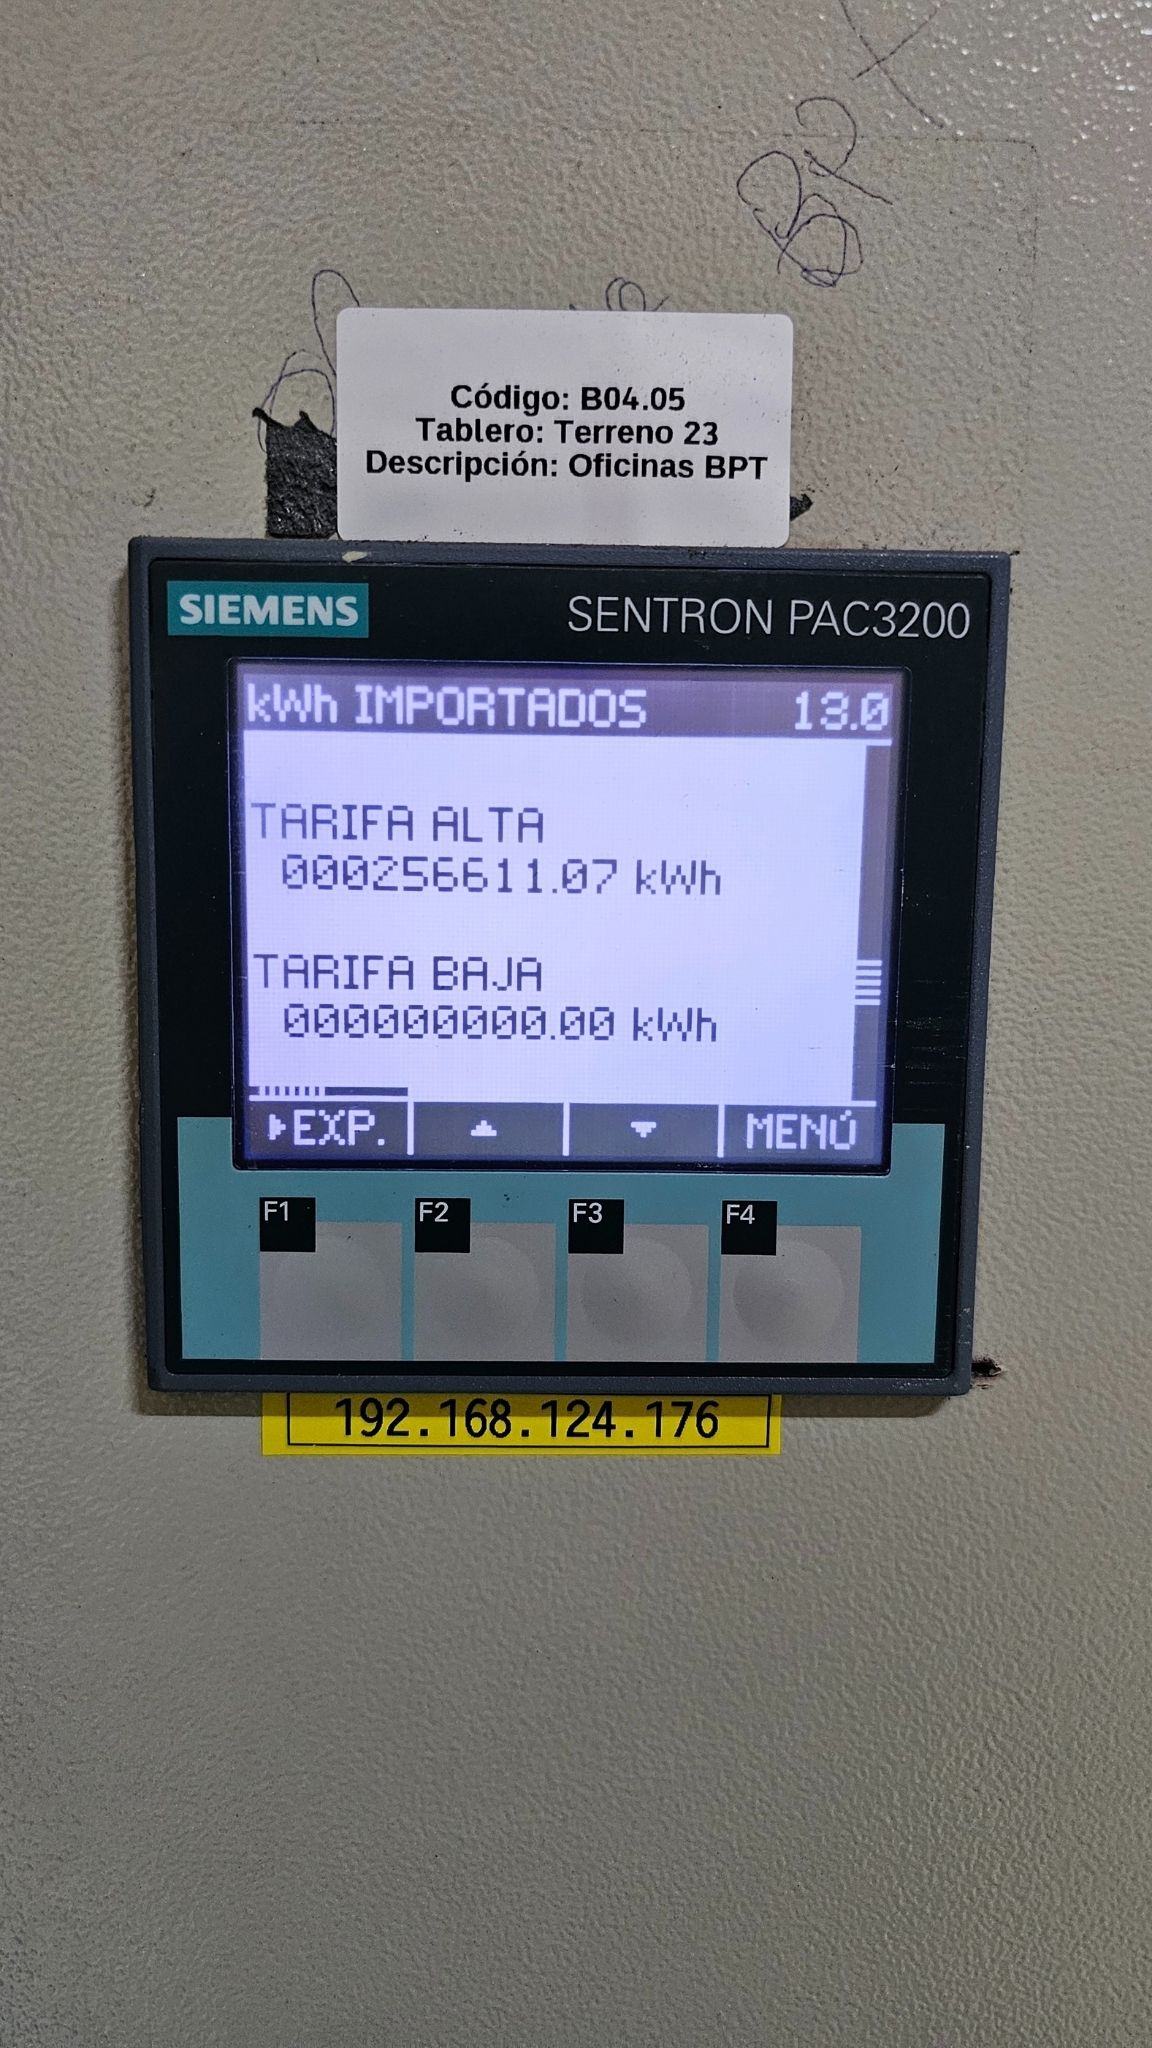 BPT
Código: B04.05
Tablero: Terreno 23
Descripción: Oficinas BPT
SIEMENS
SENTRON PAC3200
kWh IMPORTADOS 13.0
TARIFA ALTA
000256611.07 kWh
TARIFA BAJA
000000000.00 kWh
EXP. MENÚ
F1 F2 F3 F4
192.168.124.176